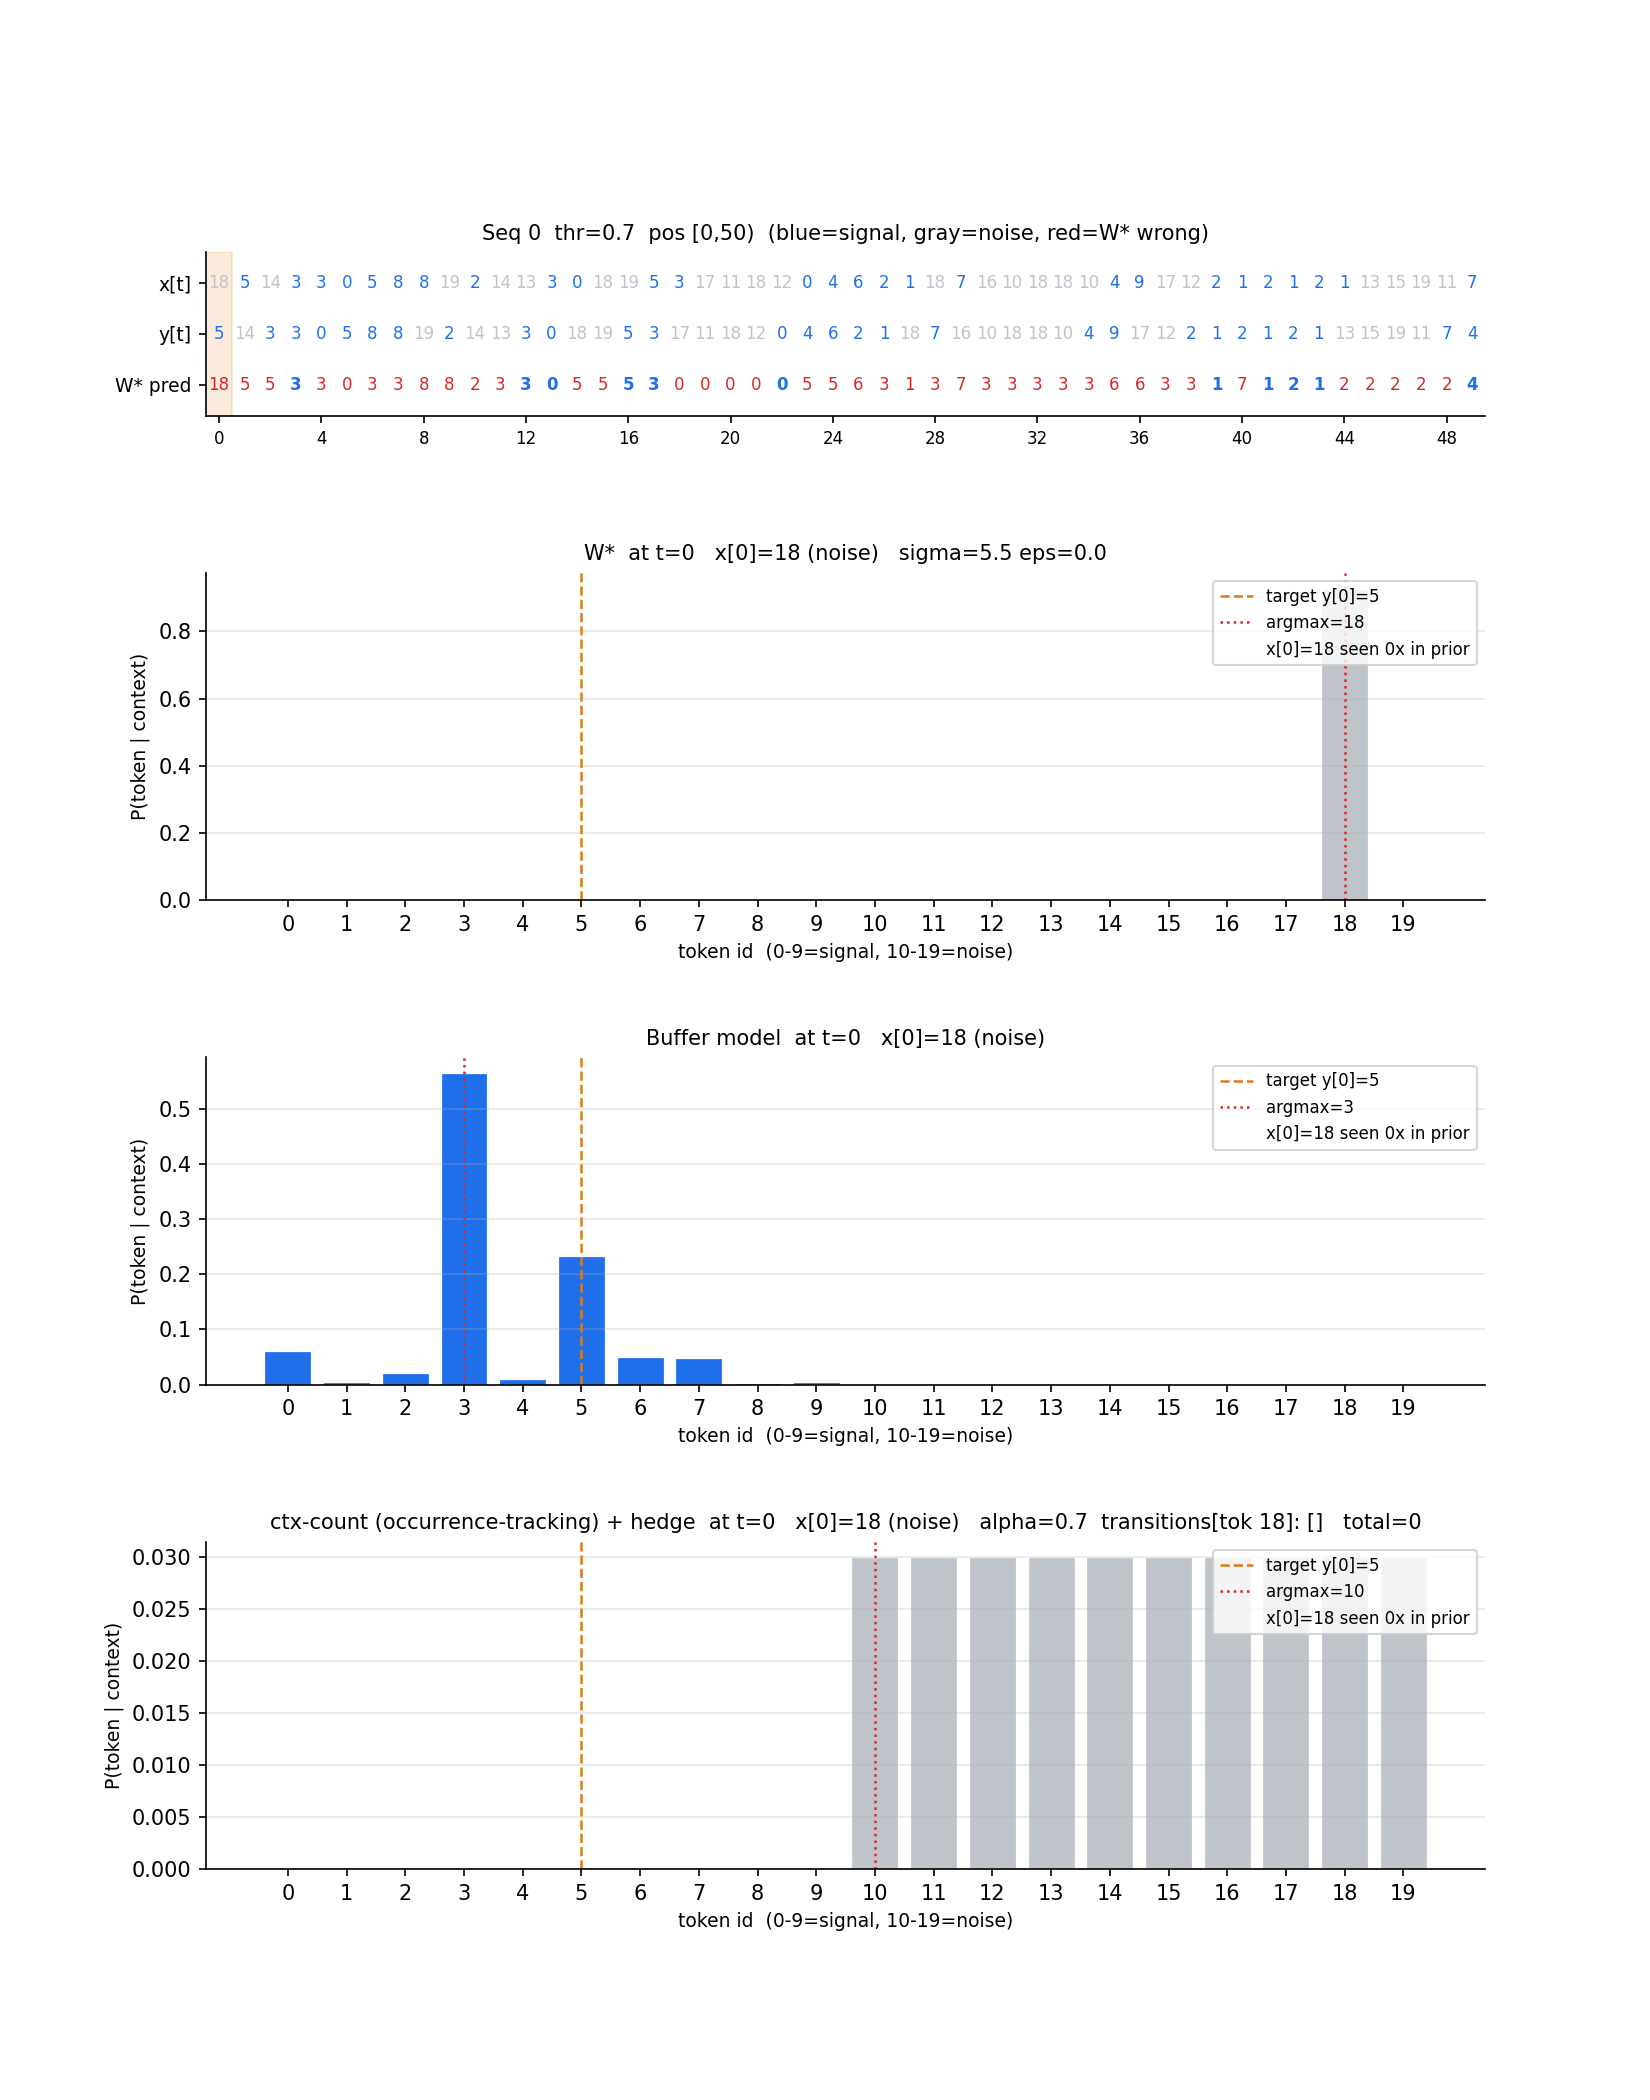 Seq 0  thr=0.7  pos [0,50)  (blue=signal, gray=noise, red=W* wrong)
x[t] 18 5 14 3 3 0 5 8 8 19 2 14 13 3 0 18 19 5 3 17 11 18 12 0 4 6 2 1 18 7 16 10 18 18 10 4 9 17 12 2 1 2 1 2 1 13 15 19 11 7
y[t] 5 14 3 3 0 5 8 8 19 2 14 13 3 0 18 19 5 3 17 11 18 12 0 4 6 2 1 18 7 16 10 18 18 10 4 9 17 12 2 1 2 1 2 1 13 15 19 11 7 4
W* pred 18 5 5 3 3 0 3 3 8 8 2 3 3 0 5 5 5 3 0 0 0 0 0 5 5 6 3 1 3 7 3 3 3 3 3 6 6 3 3 1 7 1 2 1 2 2 2 2 2 4
0 4 8 12 16 20 24 28 32 36 40 44 48
W*  at t=0   x[0]=18 (noise)   sigma=5.5 eps=0.0
target y[0]=5
argmax=18
x[0]=18 seen 0x in prior
P(token | context)
0.8
0.6
0.4
0.2
0.0
0 1 2 3 4 5 6 7 8 9 10 11 12 13 14 15 16 17 18 19
token id  (0-9=signal, 10-19=noise)
Buffer model  at t=0   x[0]=18 (noise)
target y[0]=5
argmax=3
x[0]=18 seen 0x in prior
P(token | context)
0.5
0.4
0.3
0.2
0.1
0.0
0 1 2 3 4 5 6 7 8 9 10 11 12 13 14 15 16 17 18 19
token id  (0-9=signal, 10-19=noise)
ctx-count (occurrence-tracking) + hedge  at t=0   x[0]=18 (noise)   alpha=0.7  transitions[tok 18]: []   total=0
target y[0]=5
argmax=10
x[0]=18 seen 0x in prior
P(token | context)
0.030
0.025
0.020
0.015
0.010
0.005
0.000
0 1 2 3 4 5 6 7 8 9 10 11 12 13 14 15 16 17 18 19
token id  (0-9=signal, 10-19=noise)